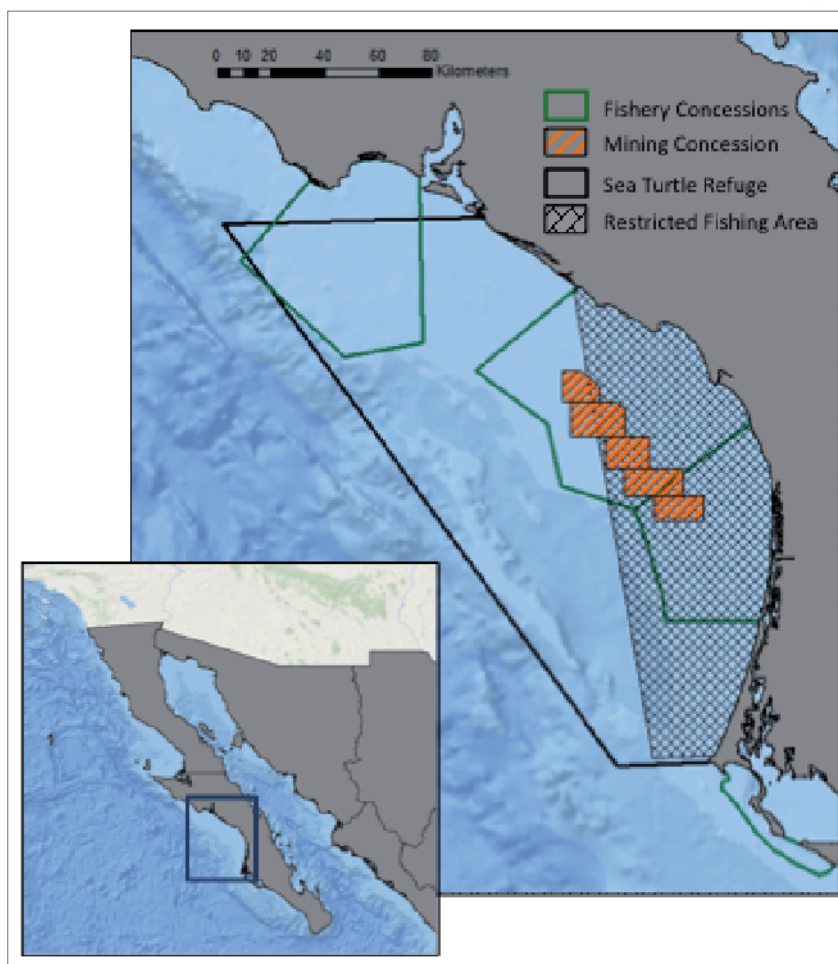 0 10 20 40 60 80
Kilometers
Fishery Concessions
Mining Concession
Sea Turtle Refuge
Restricted Fishing Area